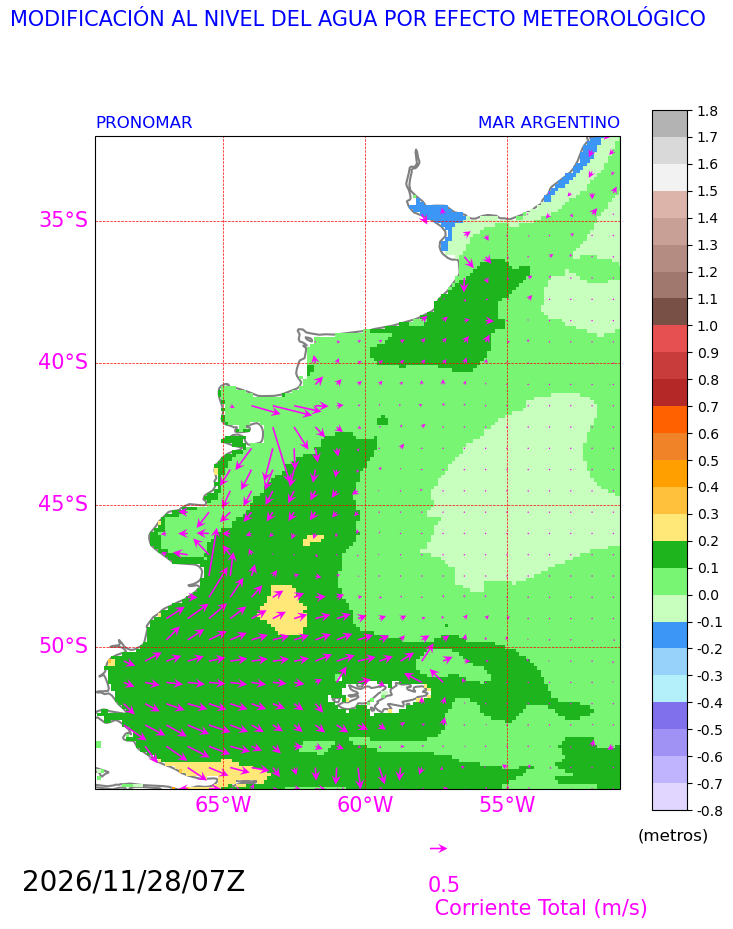 MODIFICACIÓN AL NIVEL DEL AGUA POR EFECTO METEOROLÓGICO
PRONOMAR MAR ARGENTINO
35°S
40°S
45°S
50°S
65°W 60°W 55°W
1.8
1.7
1.6
1.5
1.4
1.3
1.2
1.1
1.0
0.9
0.8
0.7
0.6
0.5
0.4
0.3
0.2
0.1
0.0
-0.1
-0.2
-0.3
-0.4
-0.5
-0.6
-0.7
-0.8
(metros)
2026/11/28/07Z
0.5
Corriente Total (m/s)